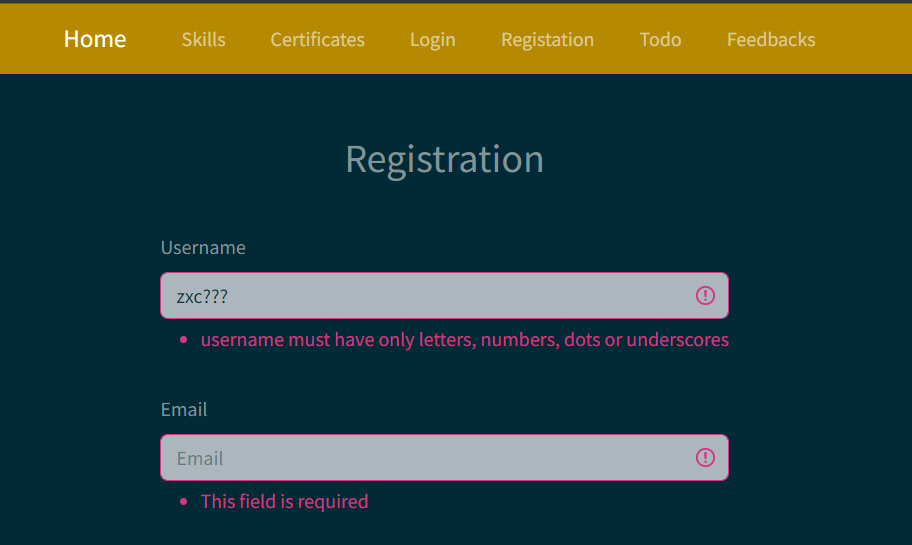 Home Skills Certificates Login Registation Todo Feedbacks
Registration
Username
zxc???
username must have only letters, numbers, dots or underscores
Email
Email
This field is required